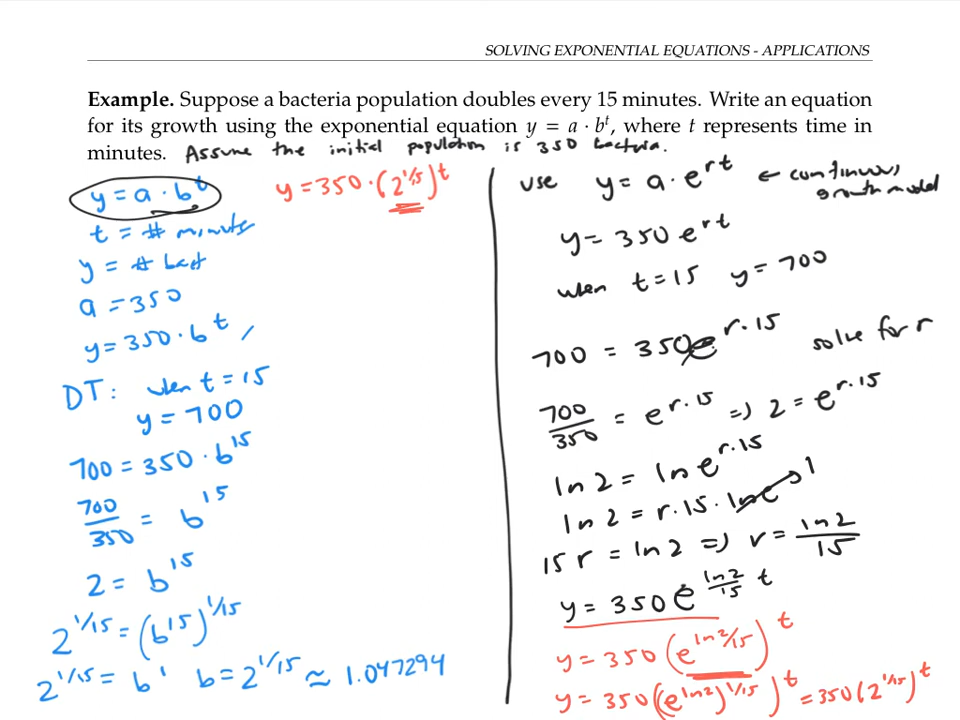 SOLVING EXPONENTIAL EQUATIONS - APPLICATIONS
Example. Suppose a bacteria population doubles every 15 minutes. Write an equation
for its growth using the exponential equation y = a · b^t, where t represents time in
minutes. Assume the initial population is 350 bacteria.
y = a · b^t
y = 350 · (2^{1/15})^t
t = # minutes
y = # bact
a = 350
y = 350 · b^t
DT: when t = 15
y = 700
700 = 350 · b^15
700/350 = b^15
2 = b^15
2^{1/15} = (b^15)^{1/15}
2^{1/15} = b^1 b = 2^{1/15} ≈ 1.047294
use y = a · e^{rt} ← continuous
growth model
y = 350 e^{rt}
when t = 15 y = 700
700 = 350 e^{r·15} solve for r
700/350 = e^{r·15} ⇒ 2 = e^{r·15}
ln 2 = ln e^{r·15}
ln 2 = r · 15 · ln e → 1
15 r = ln 2 ⇒ r = ln 2/15
y = 350 e^{ln2/15 t}
y = 350 (e^{ln2/15})^t
y = 350 ((e^{ln2})^{1/15})^t = 350 (2^{1/15})^t